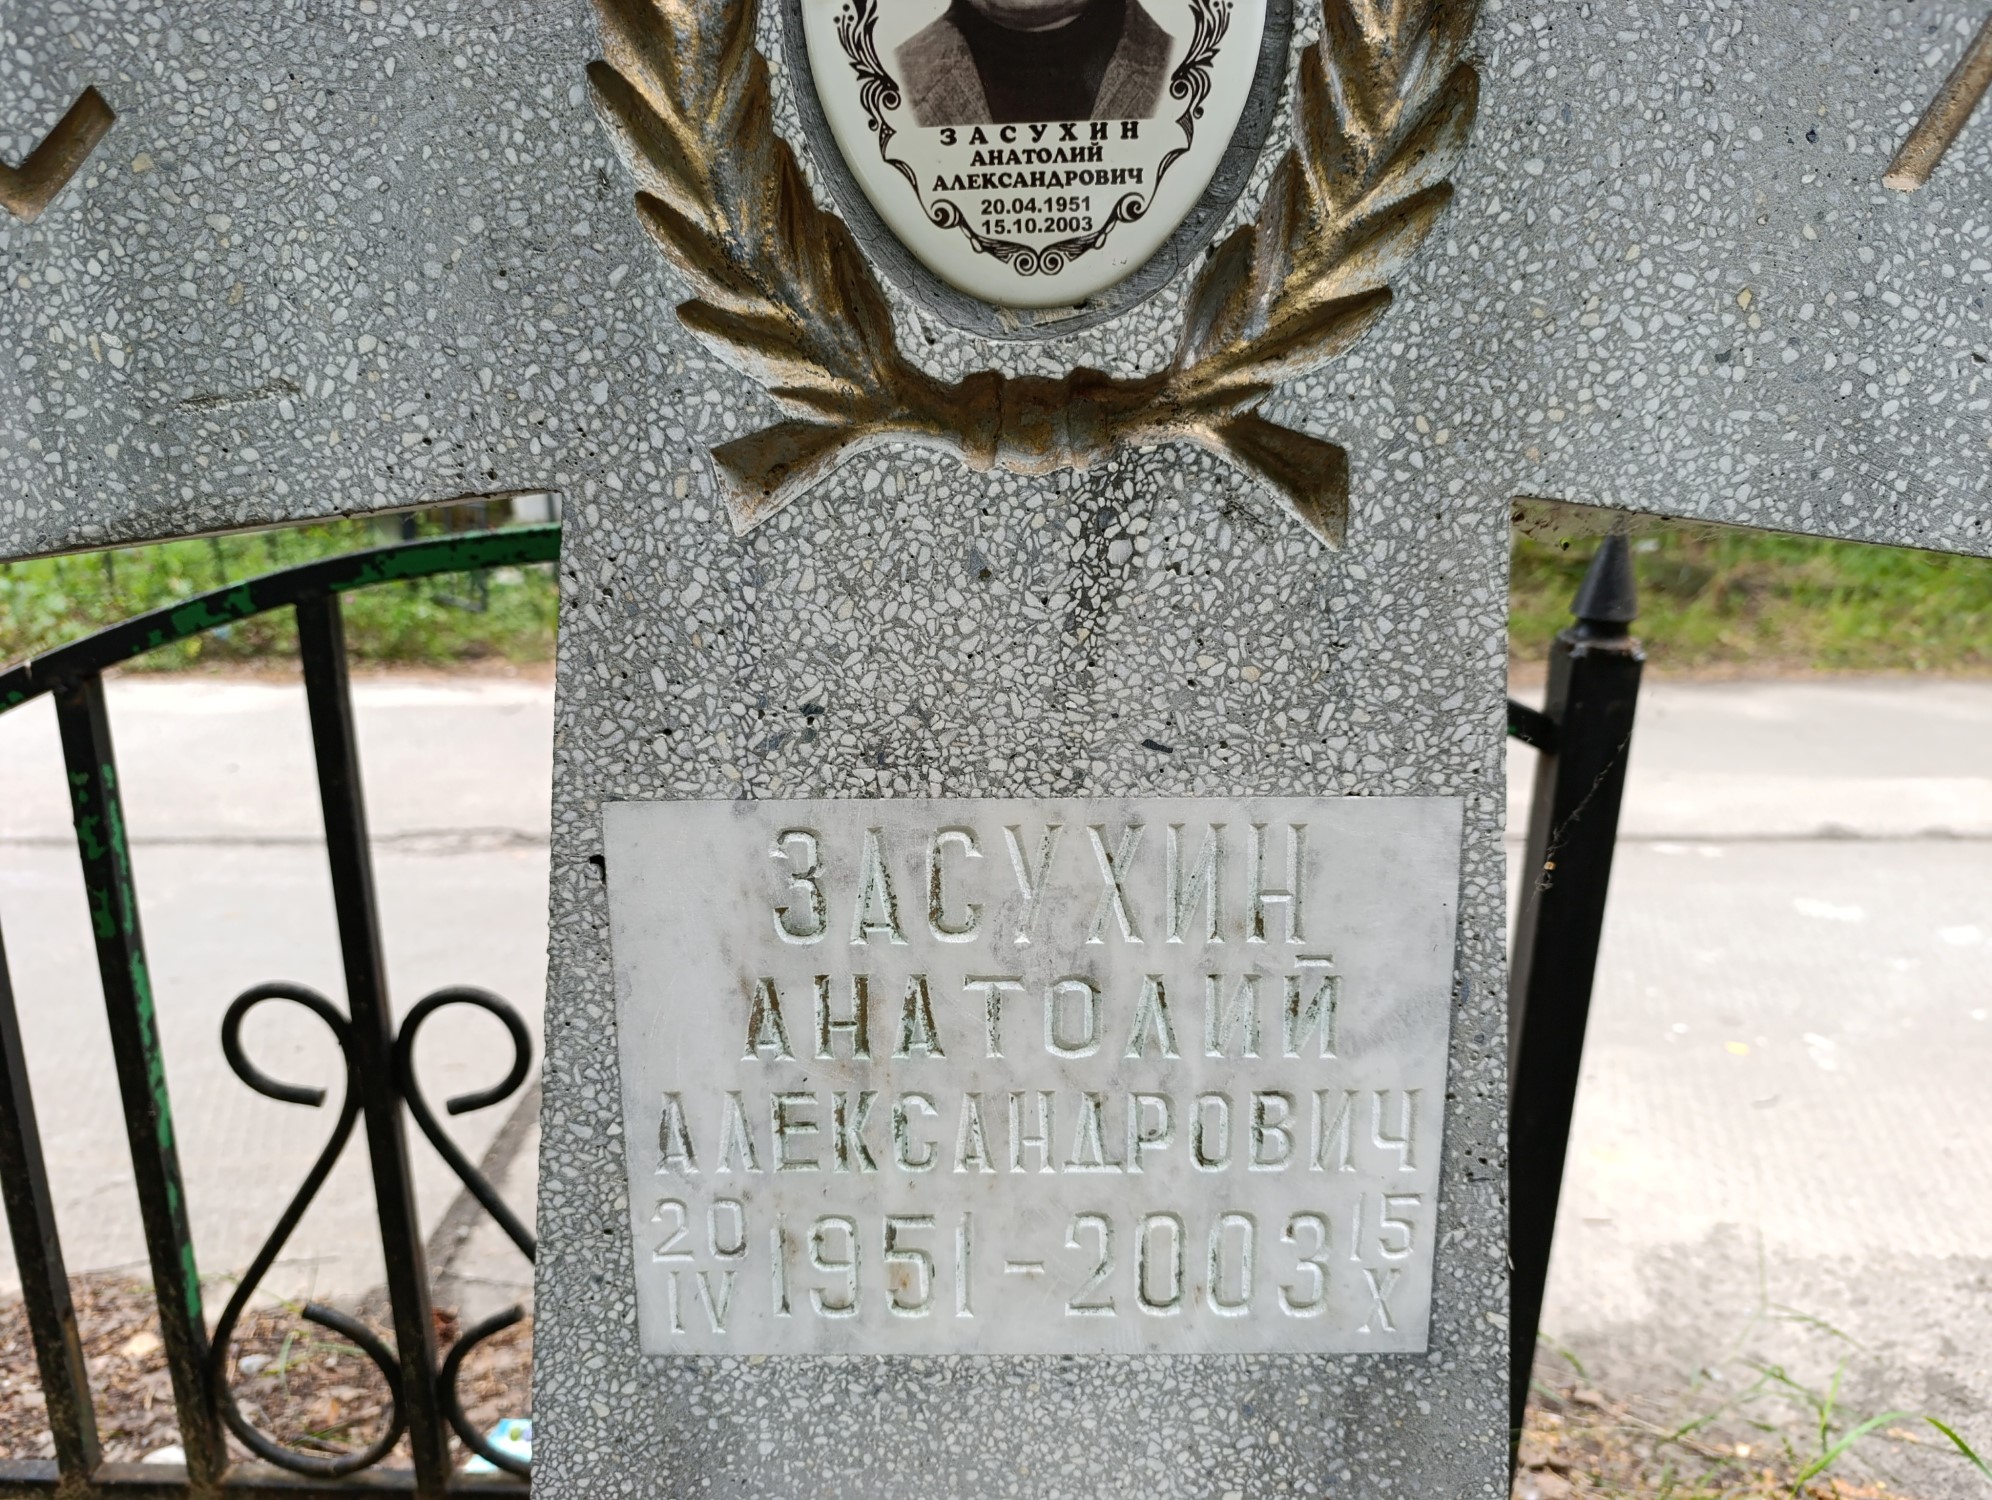 ЗАСУХИН
АНАТОЛИЙ
АЛЕКСАНДРОВИЧ
20.04.1951
15.10.2003
ЗАСУХИН
АНАТОЛИЙ
АЛЕКСАНДРОВИЧ
20 IV 1951 - 2003 15 X